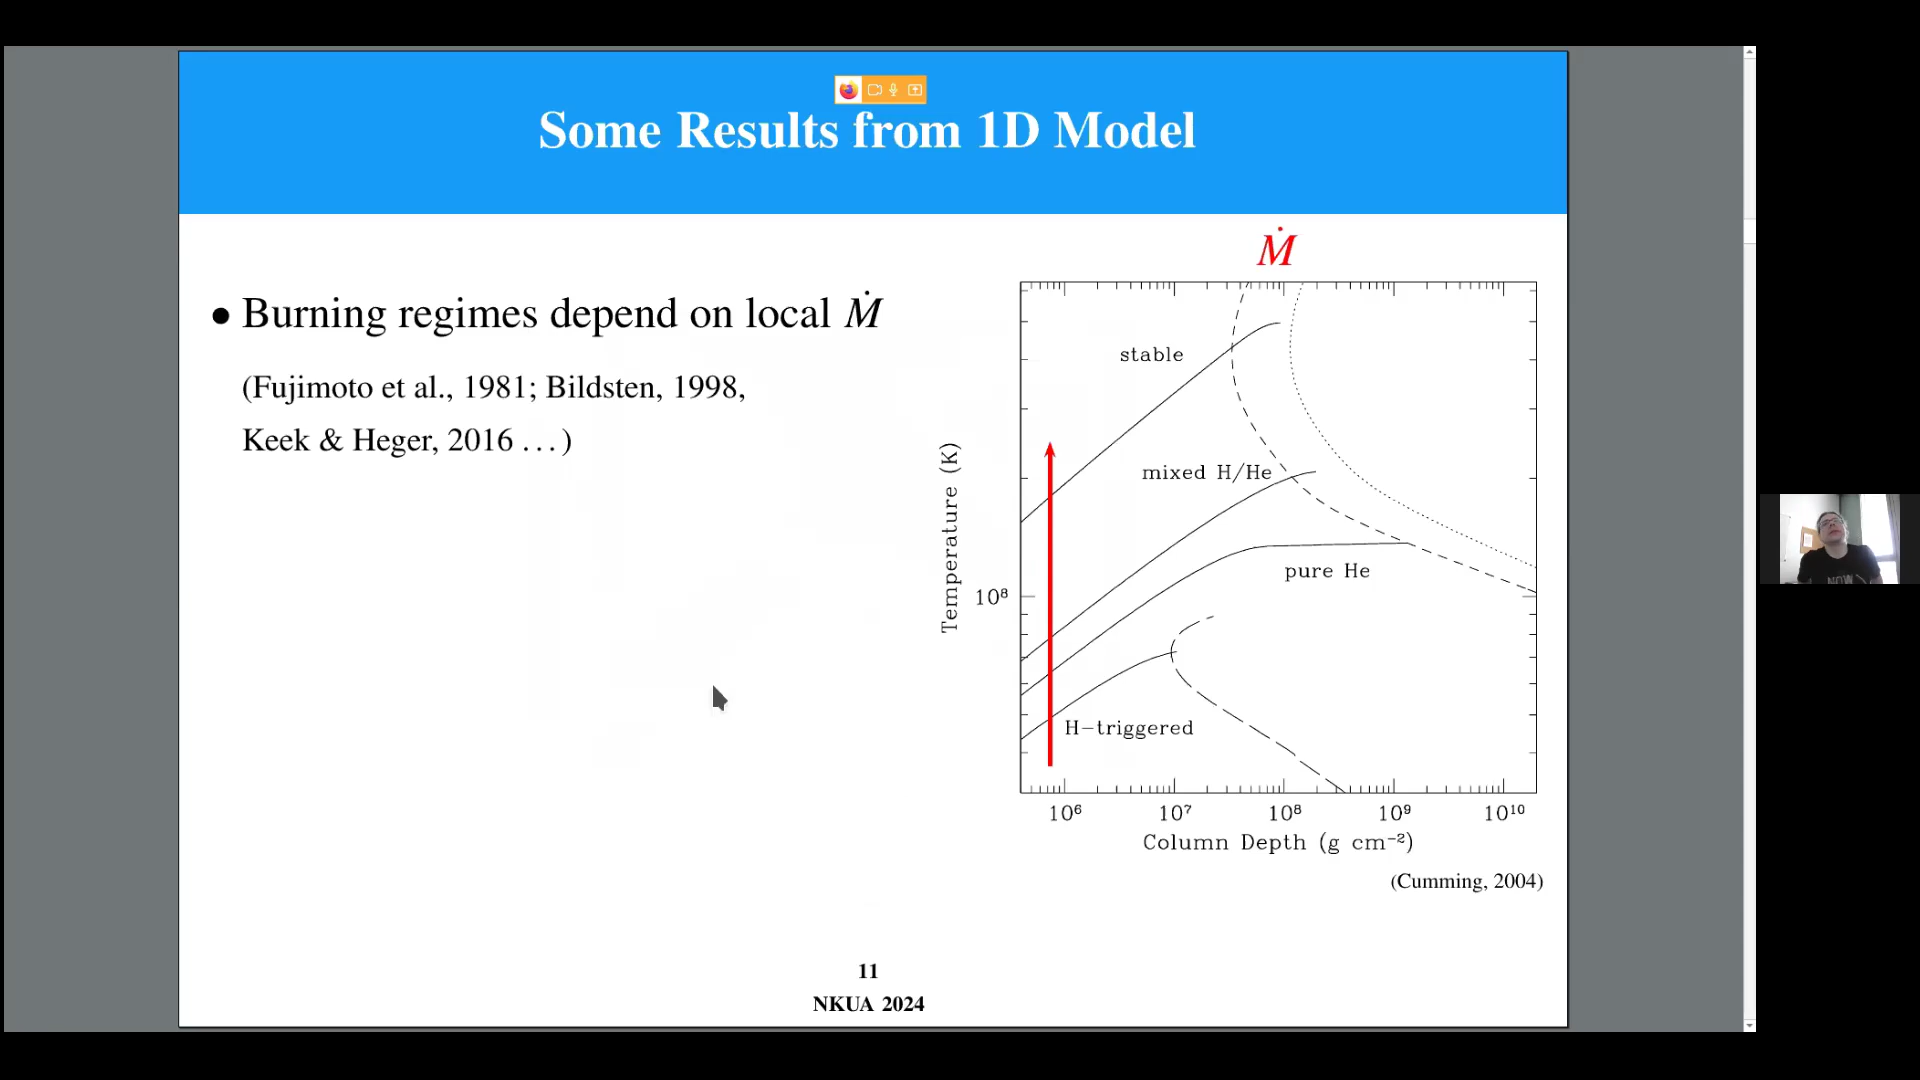 Some Results from 1D Model
• Burning regimes depend on local Ṁ
(Fujimoto et al., 1981; Bildsten, 1998,
Keek & Heger, 2016 …)
Ṁ
stable
mixed H/He
pure He
H−triggered
Temperature (K)
10⁸
10⁶ 10⁷ 10⁸ 10⁹ 10¹⁰
Column Depth (g cm⁻²)
(Cumming, 2004)
11
NKUA 2024
NOW